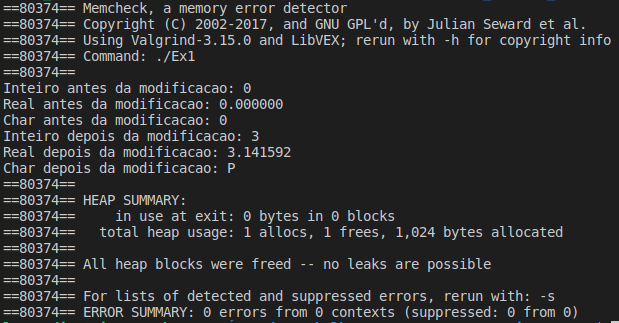 ==80374== Memcheck, a memory error detector
==80374== Copyright (C) 2002-2017, and GNU GPL'd, by Julian Seward et al.
==80374== Using Valgrind-3.15.0 and LibVEX; rerun with -h for copyright info
==80374== Command: ./Ex1
==80374==
Inteiro antes da modificacao: 0
Real antes da modificacao: 0.000000
Char antes da modificacao: 0
Inteiro depois da modificacao: 3
Real depois da modificacao: 3.141592
Char depois da modificacao: P
==80374==
==80374== HEAP SUMMARY:
==80374==     in use at exit: 0 bytes in 0 blocks
==80374==   total heap usage: 1 allocs, 1 frees, 1,024 bytes allocated
==80374==
==80374== All heap blocks were freed -- no leaks are possible
==80374==
==80374== For lists of detected and suppressed errors, rerun with: -s
==80374== ERROR SUMMARY: 0 errors from 0 contexts (suppressed: 0 from 0)